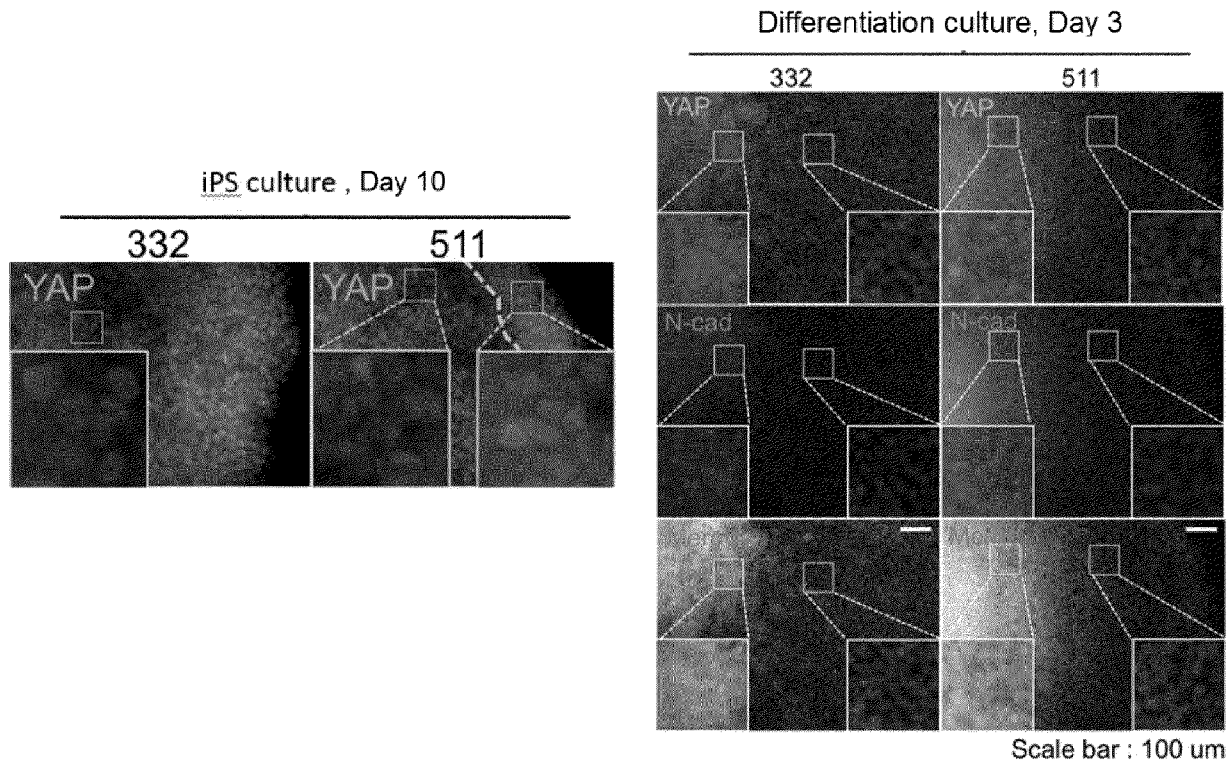 Differentiation culture, Day 3
332 511
YAP YAP
iPS culture , Day 10
332 511
YAP YAP
N-cad N-cad
Scale bar : 100 um